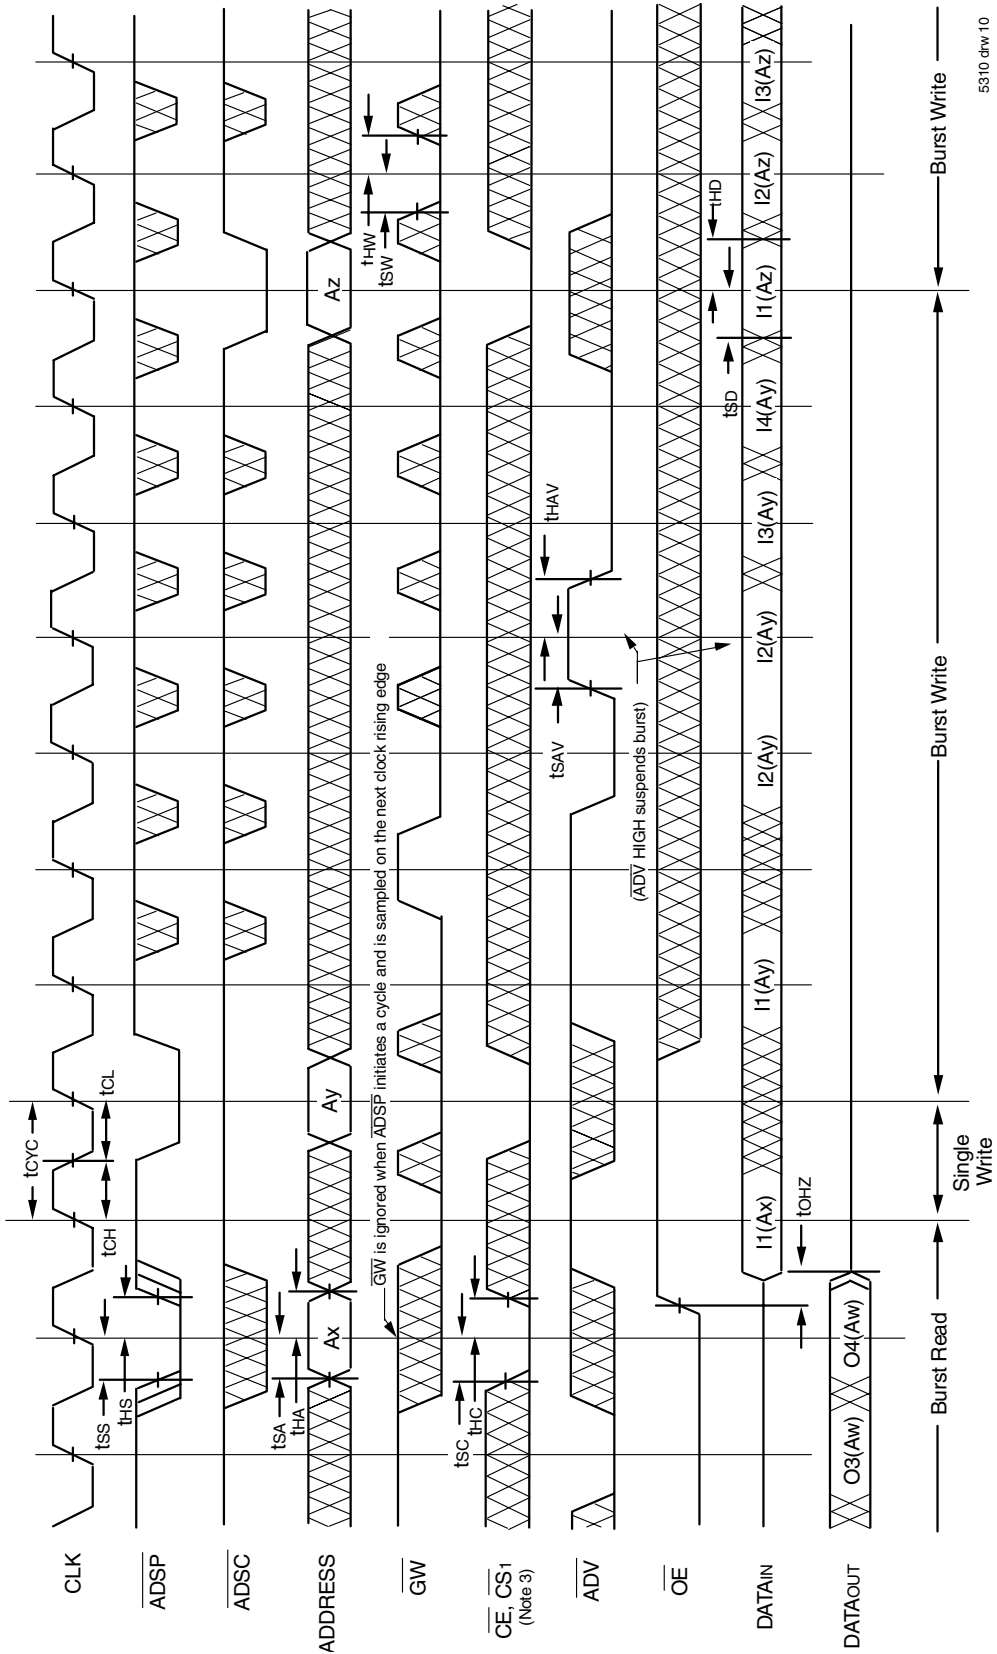 CLK
tCYC
tCH
tCL
ADSP
tSS
tHS
ADSC
ADDRESS
tSA
tHA
Ax
Ay
Az
GW
GW is ignored when ADSP initiates a cycle and is sampled on the next clock rising edge
tHW
tSW
CE, CS1
(Note 3)
tSC
tHC
ADV
tSAV
tHAV
(ADV HIGH suspends burst)
OE
DATAIN
I1(Ax)
I1(Ay)
I2(Ay)
I2(Ay)
I3(Ay)
I4(Ay)
I1(Az)
I2(Az)
I3(Az)
tSD
tHD
tOHZ
DATAOUT
O3(Aw)
O4(Aw)
Burst Read
Single
Write
Burst Write
Burst Write
5310 drw 10